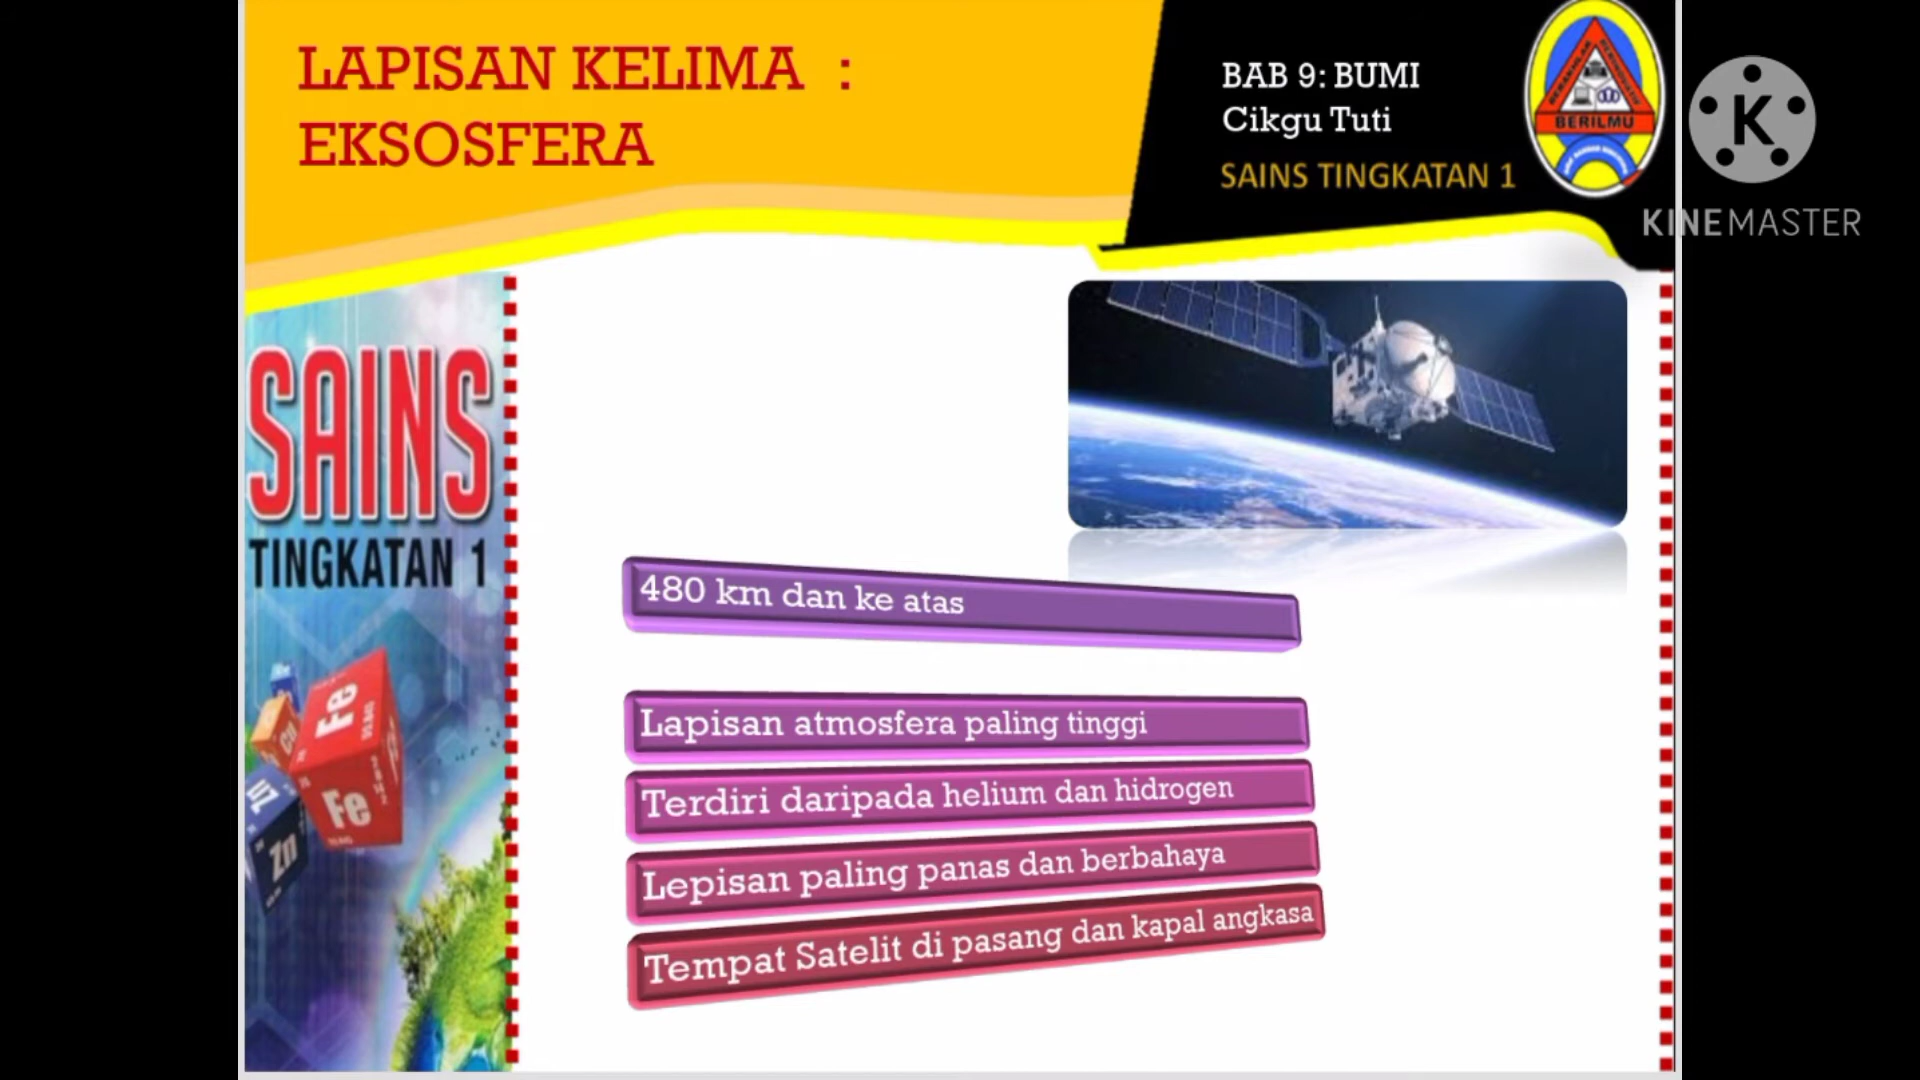 LAPISAN KELIMA :
EKSOSFERA
BAB 9: BUMI
Cikgu Tuti
SAINS TINGKATAN 1
BERILMU
K
KINEMASTER
SAINS
TINGKATAN 1
Fe
Fe
Cu
Zn
480 km dan ke atas
Lapisan atmosfera paling tinggi
Terdiri daripada helium dan hidrogen
Lepisan paling panas dan berbahaya
Tempat Satelit di pasang dan kapal angkasa